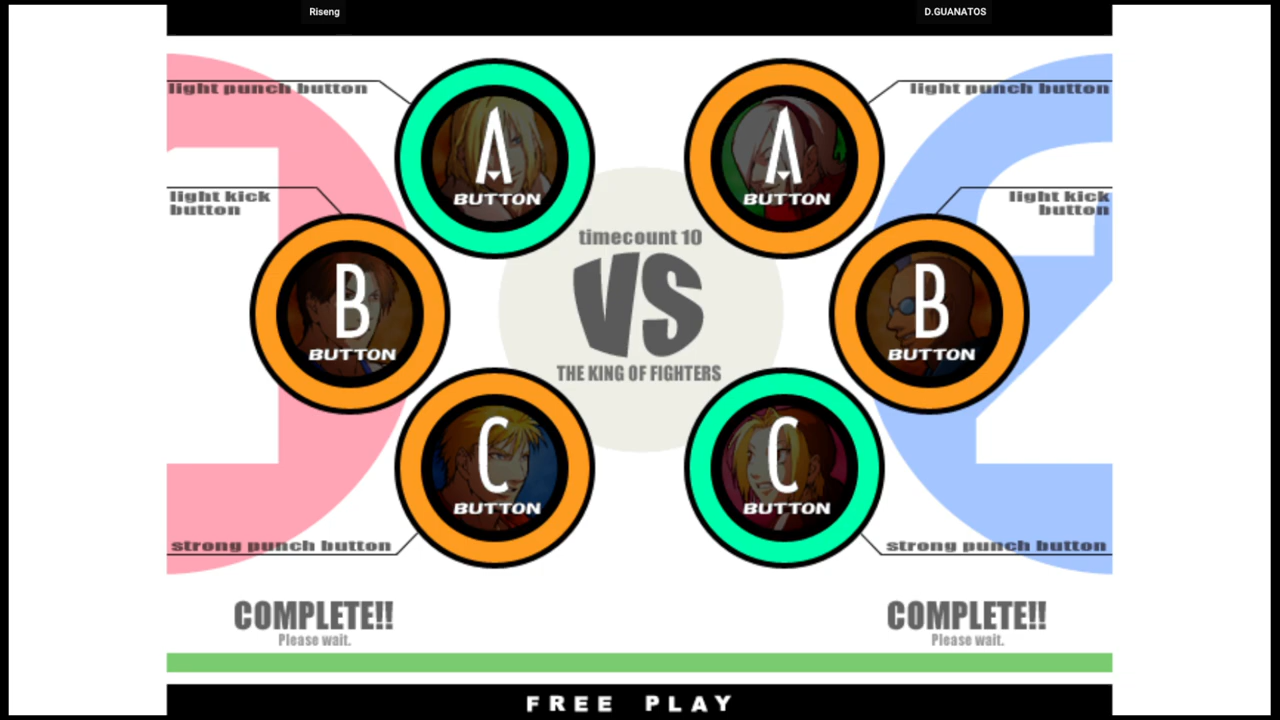 Riseng
D.GUANATOS
light punch button
light punch button
A
BUTTON
A
BUTTON
light kick
button
light kick
button
timecount 10
VS
THE KING OF FIGHTERS
B
BUTTON
B
BUTTON
C
BUTTON
C
BUTTON
strong punch button
strong punch button
COMPLETE!!
Please wait.
COMPLETE!!
Please wait.
FREE PLAY